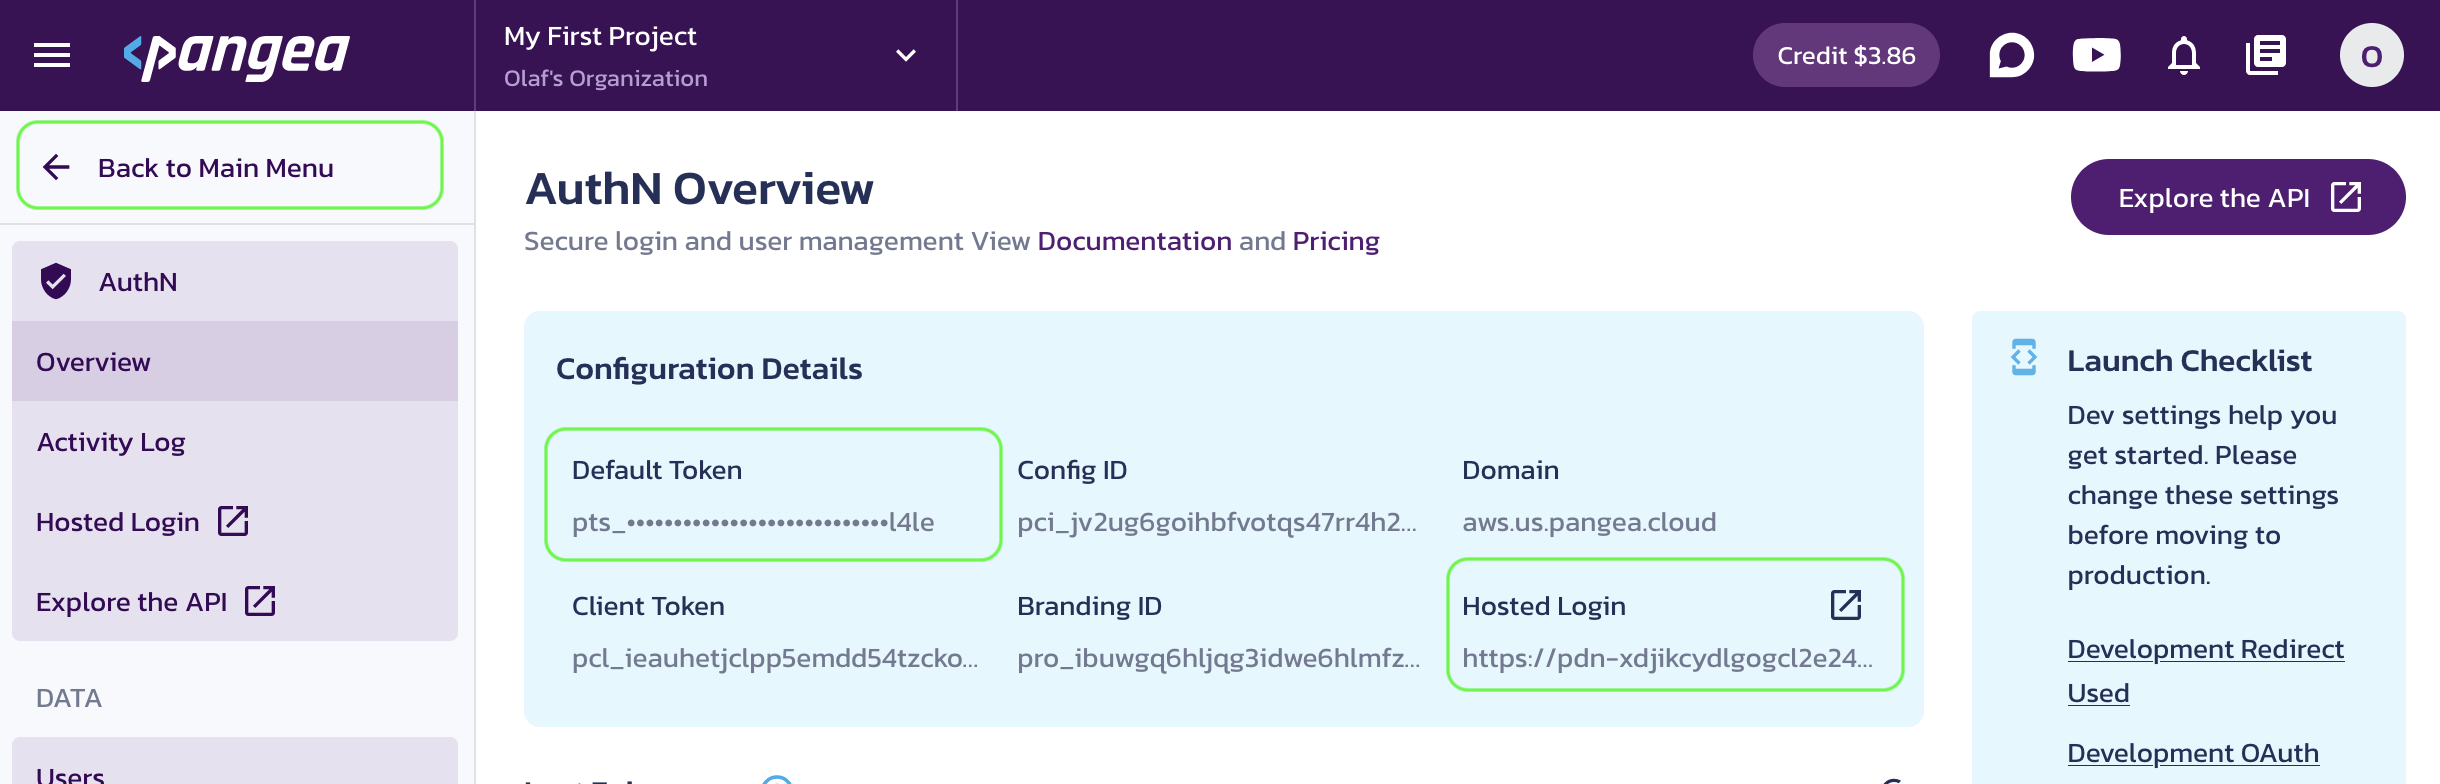 pangea
My First Project
Olaf's Organization
Credit $3.86
O
Back to Main Menu
AuthN
Overview
Activity Log
Hosted Login
Explore the API
DATA
Users
AuthN Overview
Secure login and user management View Documentation and Pricing
Explore the API
Configuration Details
Default Token
pts_••••••••••••••••••••••••••••l4le
Config ID
pci_jv2ug6goihbfvotqs47rr4h2...
Domain
aws.us.pangea.cloud
Client Token
pcl_ieauhetjclpp5emdd54tzcko...
Branding ID
pro_ibuwgq6hljqg3idwe6hlmfz...
Hosted Login
https://pdn-xdjikcydlgogcl2e24...
Launch Checklist
Dev settings help you
get started. Please
change these settings
before moving to
production.
Development Redirect
Used
Development OAuth